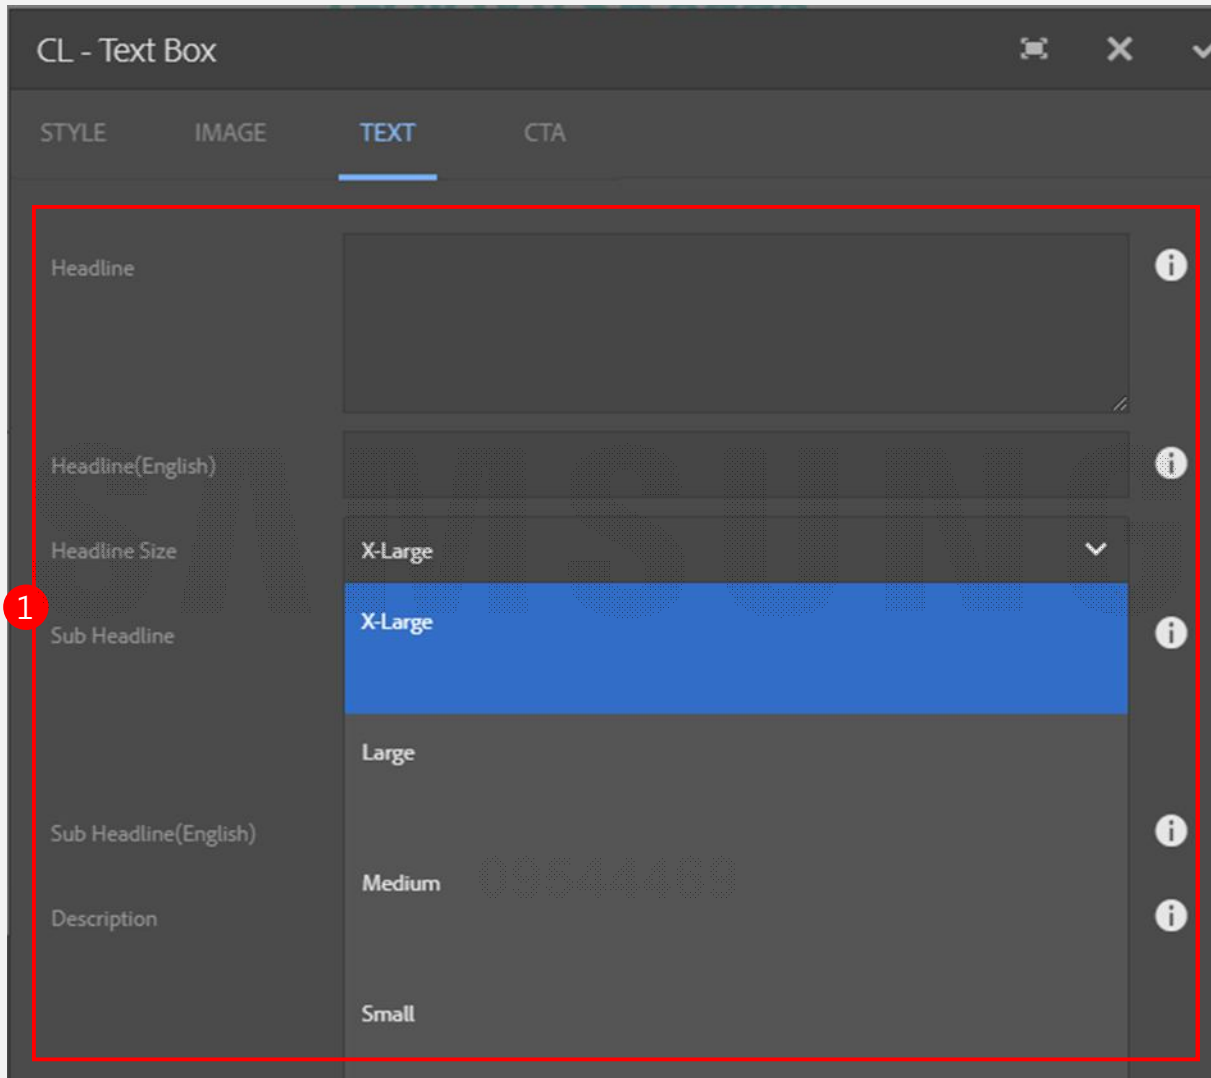 CL - Text Box
STYLE IMAGE TEXT CTA
Headline
Headline(English)
SAMSUNG
Headline Size X-Large
1
X-Large
Sub Headline
Large
Sub Headline(English)
Medium 09544469
Description
Small